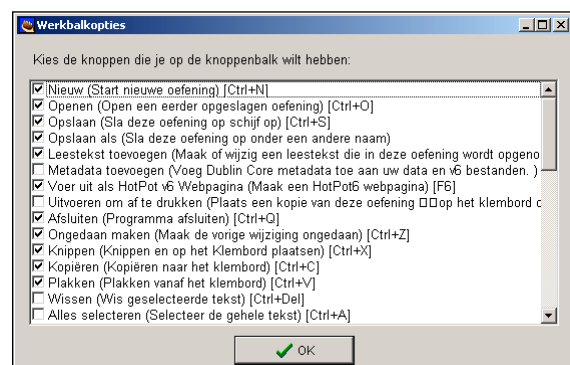 Werkbalkopties
Kies de knoppen die je op de knoppenbalk wilt hebben:
Nieuw (Start nieuwe oefening) [Ctrl+N]
Openen (Open een eerder opgeslagen oefening) [Ctrl+O]
Opslaan (Sla deze oefening op schijf op) [Ctrl+S]
Opslaan als (Sla deze oefening op onder een andere naam)
Leestekst toevoegen (Maak of wijzig een leestekst die in deze oefening wordt opgeno
Metadata toevoegen (Voeg Dublin Core metadata toe aan uw data en v6 bestanden. )
Voer uit als HotPot v6 Webpagina (Maak een HotPot6 webpagina) [F6]
Uitvoeren om af te drukken (Plaats een kopie van deze oefening □□op het klembord o
Afsluiten (Programma afsluiten) [Ctrl+Q]
Ongedaan maken (Maak de vorige wijziging ongedaan) [Ctrl+Z]
Knippen (Knippen en op het Klembord plaatsen) [Ctrl+X]
Kopiëren (Kopiëren naar het klembord) [Ctrl+C]
Plakken (Plakken vanaf het klembord) [Ctrl+V]
Wissen (Wis geselecteerde tekst) [Ctrl+Del]
Alles selecteren (Selecteer de gehele tekst) [Ctrl+A]
OK